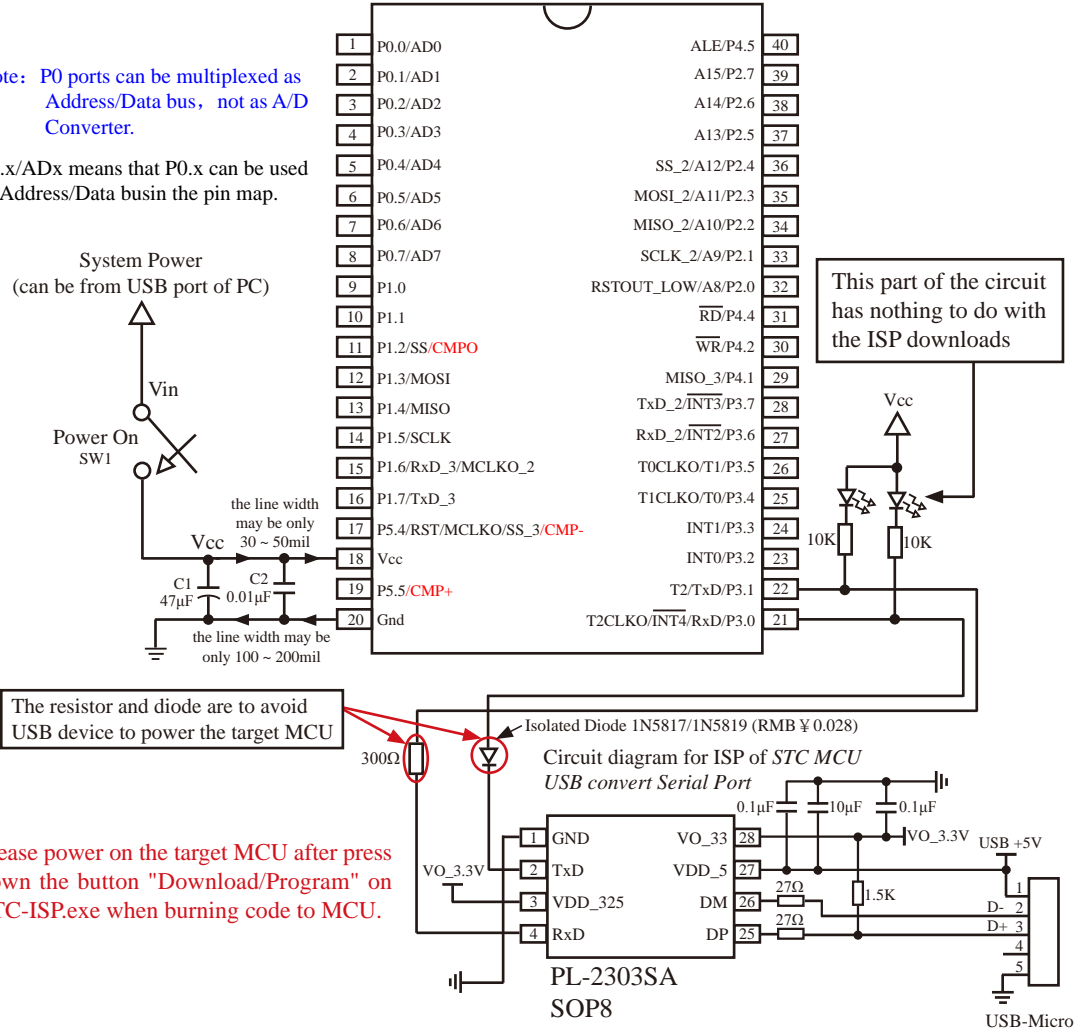 1 P0.0/AD0
2 P0.1/AD1
3 P0.2/AD2
4 P0.3/AD3
5 P0.4/AD4
6 P0.5/AD5
7 P0.6/AD6
8 P0.7/AD7
9 P1.0
10 P1.1
11 P1.2/SS/CMPO
12 P1.3/MOSI
13 P1.4/MISO
14 P1.5/SCLK
15 P1.6/RxD_3/MCLKO_2
16 P1.7/TxD_3
17 P5.4/RST/MCLKO/SS_3/CMP-
18 Vcc
19 P5.5/CMP+
20 Gnd
ALE/P4.5 40
A15/P2.7 39
A14/P2.6 38
A13/P2.5 37
SS_2/A12/P2.4 36
MOSI_2/A11/P2.3 35
MISO_2/A10/P2.2 34
SCLK_2/A9/P2.1 33
RSTOUT_LOW/A8/P2.0 32
RD/P4.4 31
WR/P4.2 30
MISO_3/P4.1 29
TxD_2/INT3/P3.7 28
RxD_2/INT2/P3.6 27
T0CLKO/T1/P3.5 26
T1CLKO/T0/P3.4 25
INT1/P3.3 24
INT0/P3.2 23
T2/TxD/P3.1 22
T2CLKO/INT4/RxD/P3.0 21
ote: P0 ports can be multiplexed as
Address/Data bus, not as A/D
Converter.
.x/ADx means that P0.x can be used
Address/Data busin the pin map.
System Power
(can be from USB port of PC)
Vin
Power On
SW1
the line width
may be only
30 ~ 50mil
Vcc
C1
47μF
C2
0.01μF
the line width may be
only 100 ~ 200mil
This part of the circuit
has nothing to do with
the ISP downloads
Vcc
10K
10K
The resistor and diode are to avoid
USB device to power the target MCU
300Ω
Isolated Diode 1N5817/1N5819 (RMB¥0.028)
Circuit diagram for ISP of STC MCU
USB convert Serial Port
ease power on the target MCU after press
own the button "Download/Program" on
TC-ISP.exe when burning code to MCU.
VO_3.3V
1 GND
2 TxD
3 VDD_325
4 RxD
VO_33 28
VDD_5 27
DM 26
DP 25
PL-2303SA
SOP8
0.1μF
10μF
0.1μF
VO_3.3V
USB +5V
27Ω
27Ω
1.5K
1
D- 2
D+ 3
4
5
USB-Micro